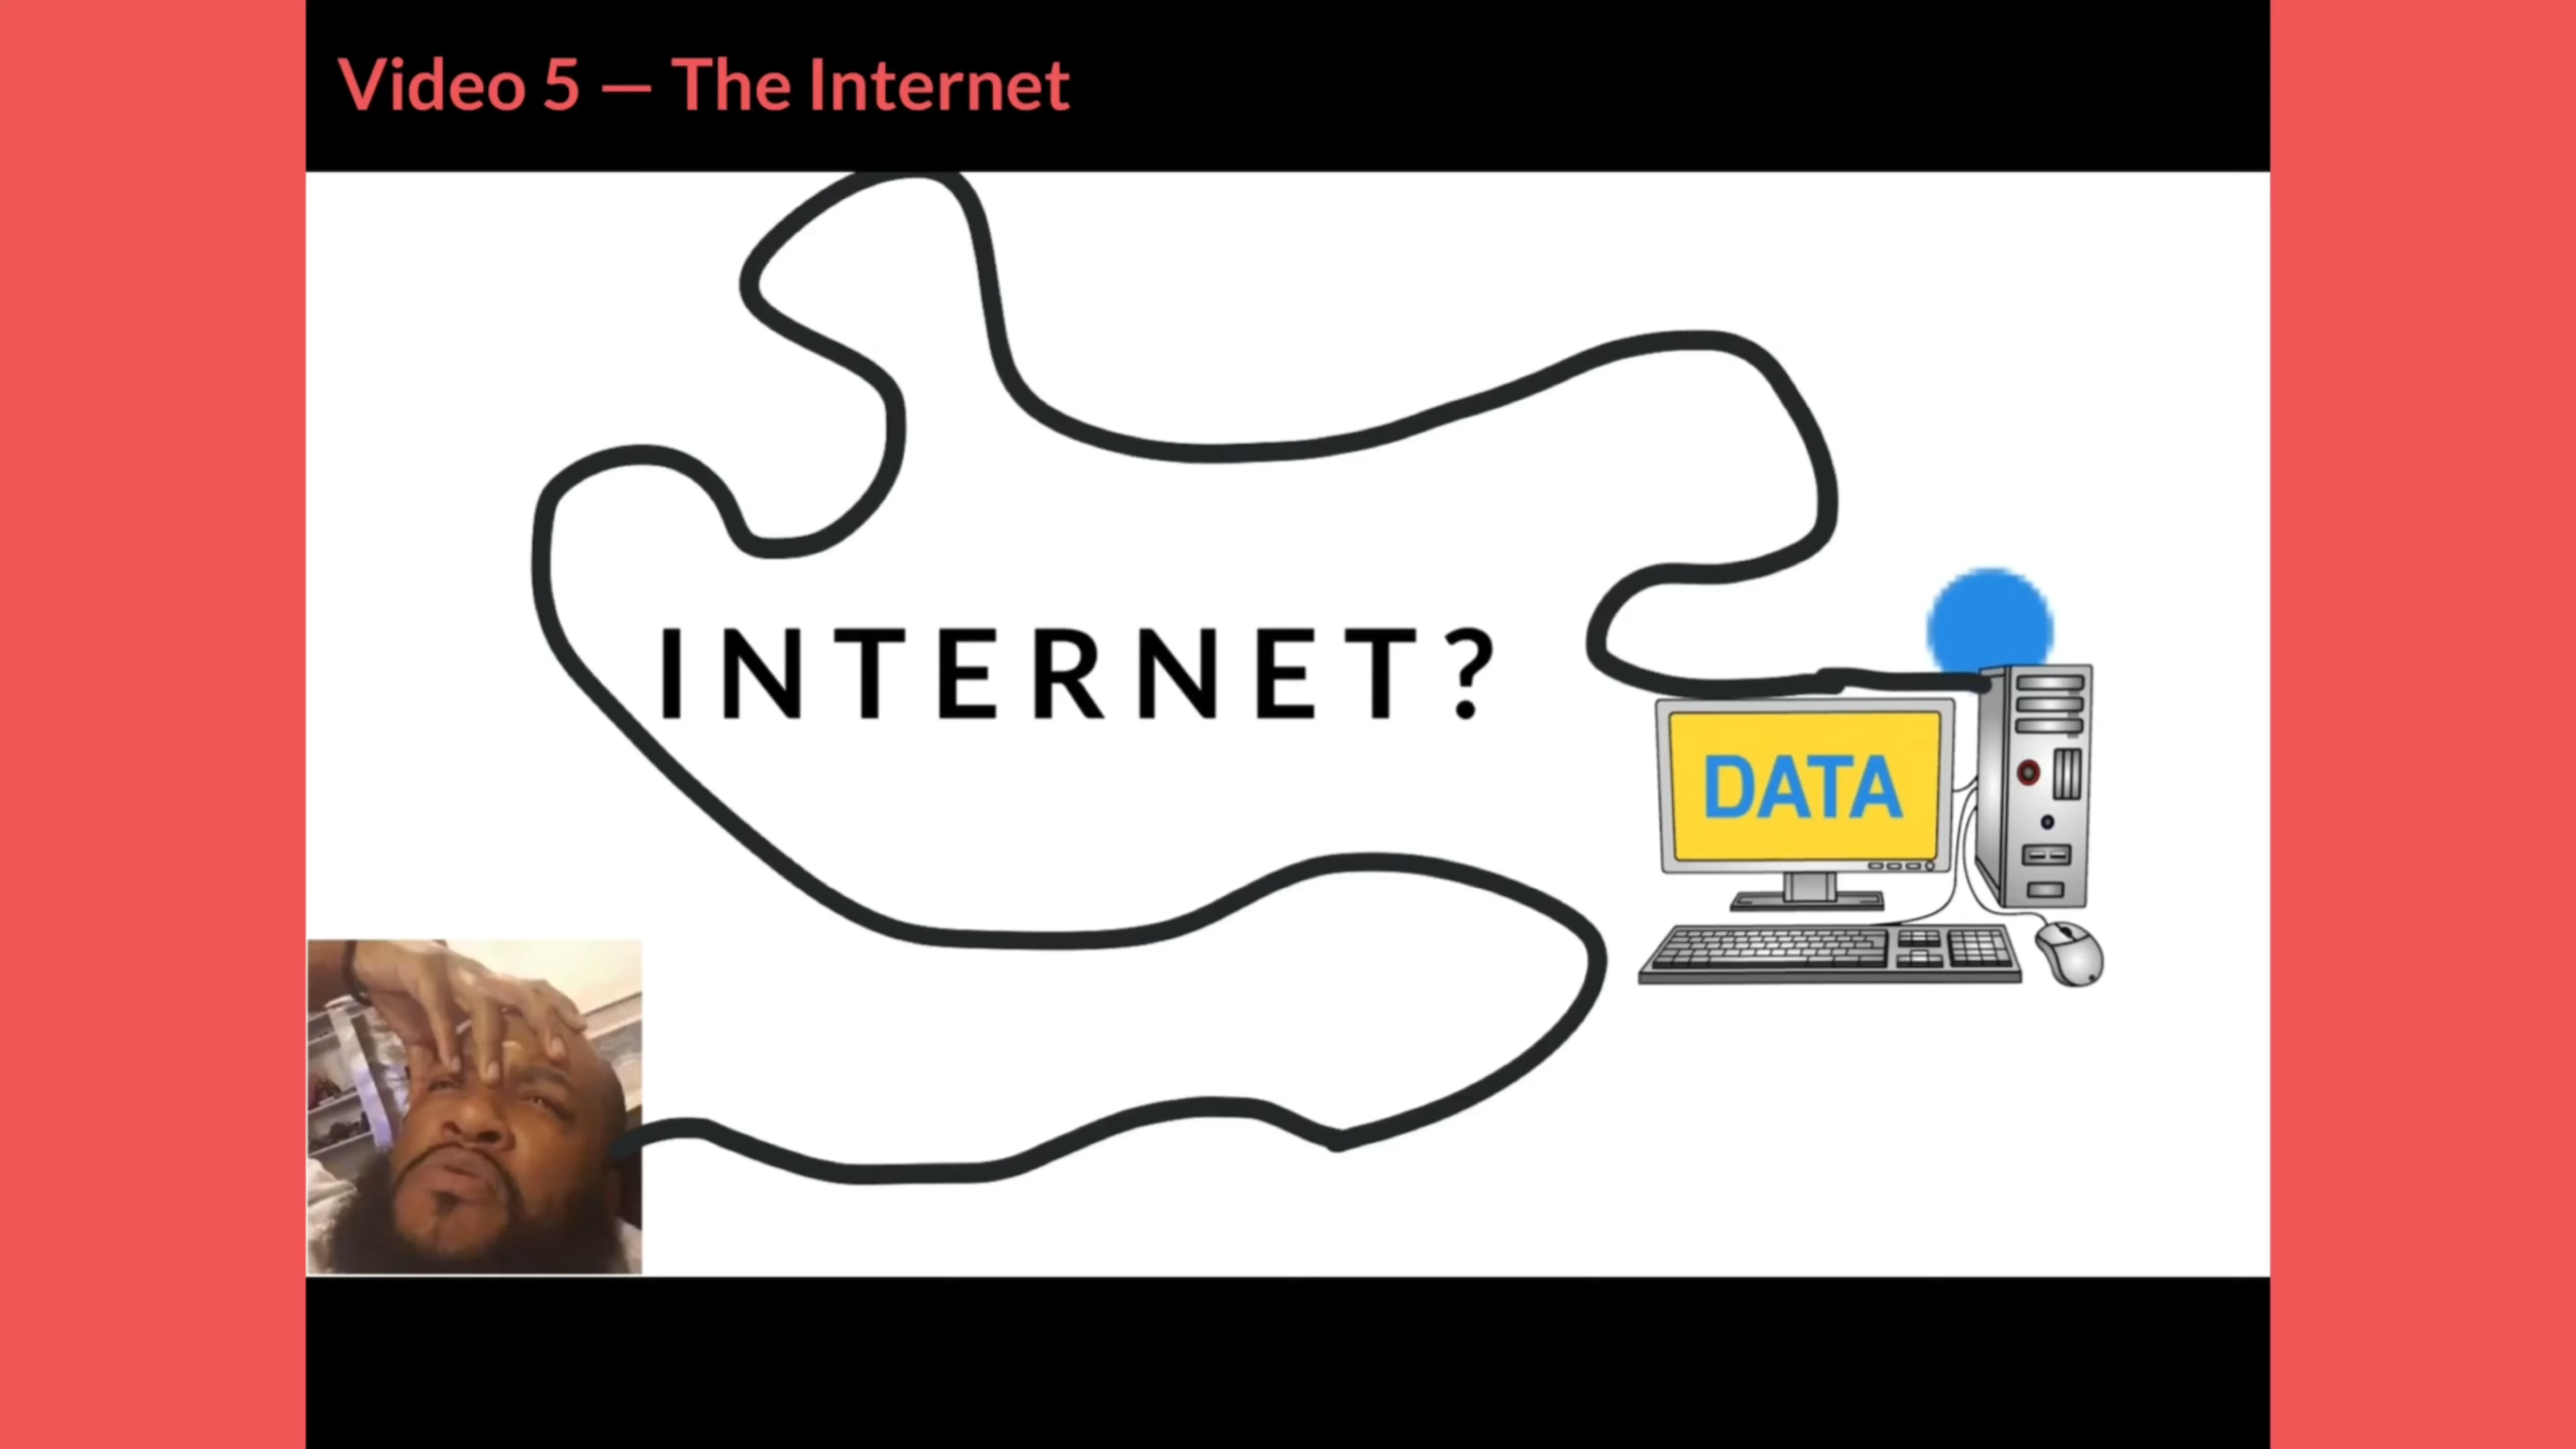 Video 5 — The Internet
INTERNET?
DATA